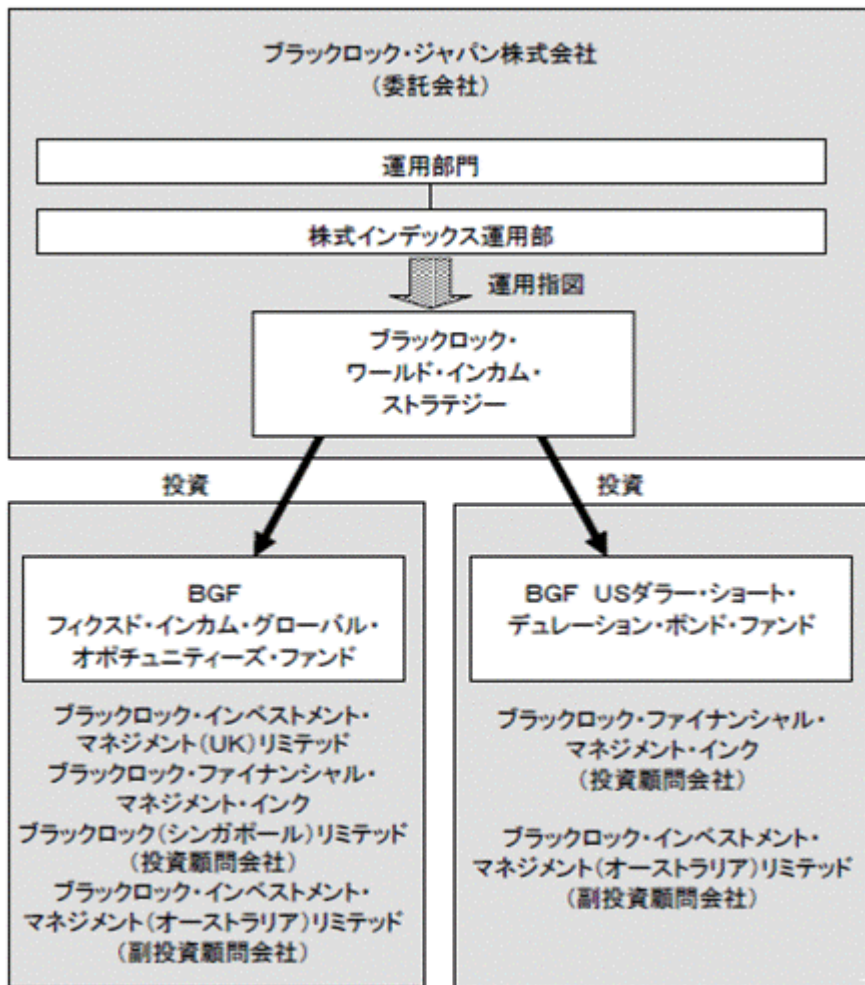 ブラックロック・ジャパン株式会社
（委託会社）
運用部門
株式インデックス運用部
運用指図
ブラックロック・
ワールド・インカム・
ストラテジー
投資
投資
BGF
フィクスド・インカム・グローバル・
オポチュニティーズ・ファンド
ブラックロック・インベストメント・
マネジメント（UK）リミテッド
ブラックロック・ファイナンシャル・
マネジメント・インク
ブラックロック（シンガポール）リミテッド
（投資顧問会社）
ブラックロック・インベストメント・
マネジメント（オーストラリア）リミテッド
（副投資顧問会社）
BGF USダラー・ショート・
デュレーション・ボンド・ファンド
ブラックロック・ファイナンシャル・
マネジメント・インク
（投資顧問会社）
ブラックロック・インベストメント・
マネジメント（オーストラリア）リミテッド
（副投資顧問会社）